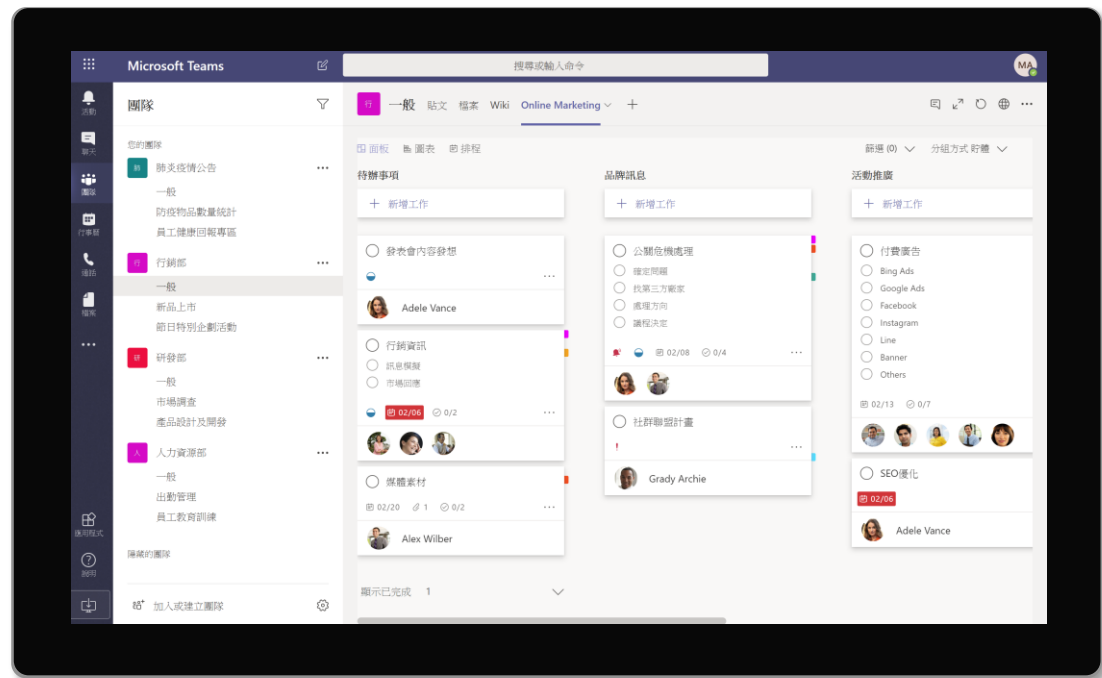 Microsoft Teams
搜尋或輸入命令
MA
活動
聊天
團隊
行事曆
通話
檔案
應用程式
說明
團隊
您的團隊
肺
肺炎疫情公告
一般
防疫物品數量統計
員工健康回報專區
行
行銷部
一般
新品上市
節日特別企劃活動
研
研發部
一般
市場調查
產品設計及開發
人
人力資源部
一般
出勤管理
員工教育訓練
隱藏的團隊
加入或建立團隊
行 一般 貼文 檔案 Wiki Online Marketing
面板 圖表 排程
篩選 (0) 分組方式 貯體
待辦事項
新增工作
發表會內容發想
Adele Vance
行銷資訊
訊息模擬
市場回應
02/06 0/2
媒體素材
02/20 1 0/2
Alex Wilber
顯示已完成 1
品牌訊息
新增工作
公關危機處理
確定問題
找第三方廠家
處理方向
議程決定
02/08 0/4
社群聯盟計畫
Grady Archie
活動推廣
新增工作
付費廣告
Bing Ads
Google Ads
Facebook
Instagram
Line
Banner
Others
02/13 0/7
SEO優化
02/06
Adele Vance